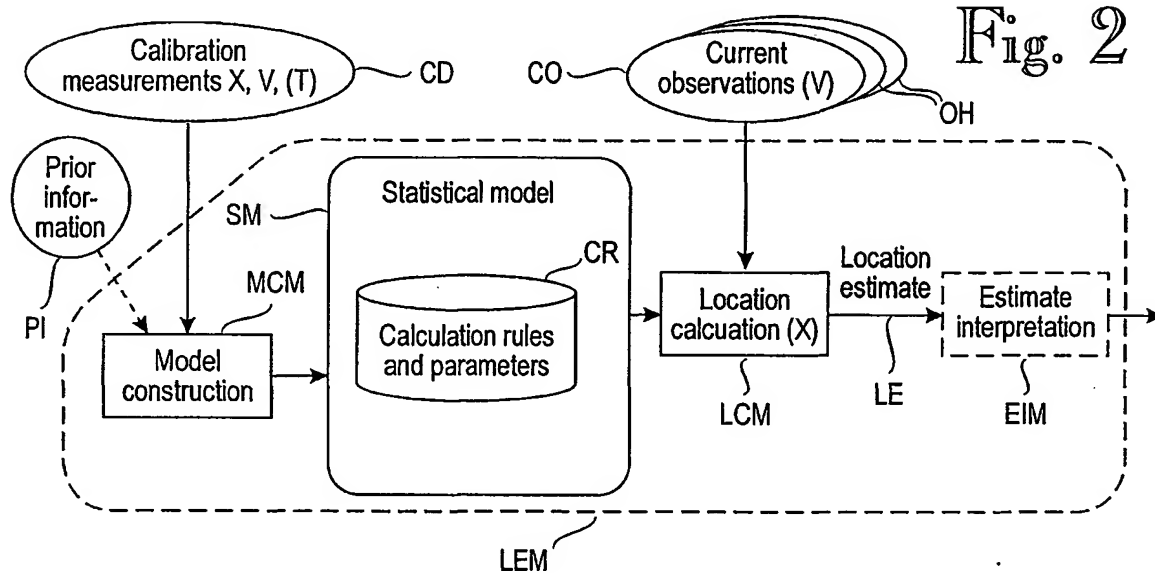 Fig. 2
Calibration
measurements X, V, (T)
CD
CO
Current
observations (V)
OH
Prior
infor-
mation
PI
SM
Statistical model
MCM
CR
Model
construction
Calculation rules
and parameters
Location
calcuation (X)
LCM
Location
estimate
LE
Estimate
interpretation
EIM
LEM